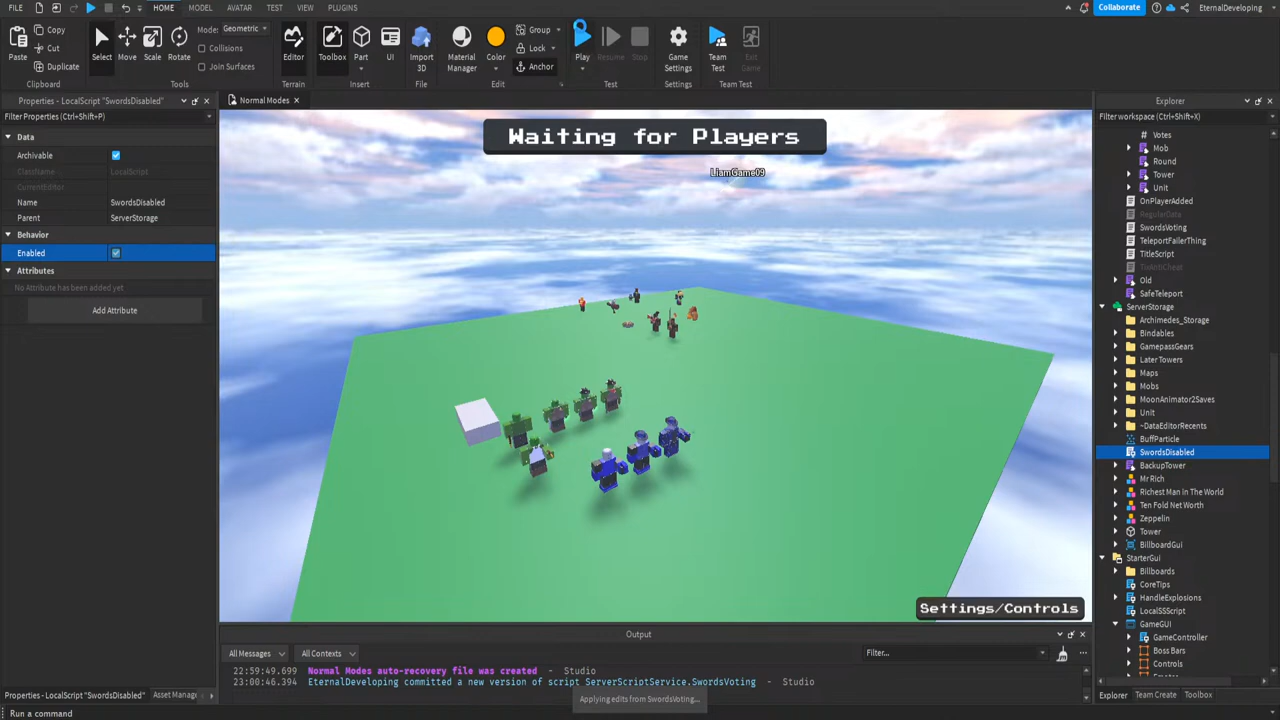 FILE
HOME
MODEL
AVATAR
TEST
VIEW
PLUGINS
Collaborate
EternalDeveloping
Paste
Copy
Cut
Duplicate
Clipboard
Select
Move
Scale
Rotate
Mode: Geometric
Collisions
Join Surfaces
Tools
Editor
Terrain
Toolbox
Part
UI
Insert
Import 3D
File
Material Manager
Color
Group
Lock
Anchor
Edit
Play
Resume
Stop
Test
Game Settings
Settings
Team Test
Exit Game
Team Test
Properties - LocalScript "SwordsDisabled"
Filter Properties (Ctrl+Shift+P)
Data
Archivable
ClassName LocalScript
CurrentEditor
Name SwordsDisabled
Parent ServerStorage
Behavior
Enabled
Attributes
No Attribute has been added yet
Add Attribute
Properties - LocalScript "SwordsDisabled"
Asset Manag
Normal Modes
Waiting for Players
LiamGame09
Settings/Controls
Output
All Messages
All Contexts
Filter...
22:59:49.699 Normal Modes auto-recovery file was created - Studio
23:00:46.394 EternalDeveloping committed a new version of script ServerScriptService.SwordsVoting - Studio
Applying edits from SwordsVoting...
Run a command
Explorer
Filter workspace (Ctrl+Shift+X)
Votes
Mob
Round
Tower
Unit
OnPlayerAdded
RegularData
SwordsVoting
TeleportFailerThing
TitleScript
Old
SafeTeleport
ServerStorage
Archimedes_Storage
Bindables
GamepassGears
LaterTowers
Maps
Mobs
MoonAnimator2Saves
Unit
~DataEditorRecents
BuffParticle
SwordsDisabled
BackupTower
Mr Rich
Richest Man In The World
Ten Fold Net Worth
Zeppelin
Tower
BillboardGui
StarterGui
Billboards
CoreTips
HandleExplosions
LocalSSScript
GameGUI
GameController
Boss Bars
Controls
Explorer
Team Create
Toolbox